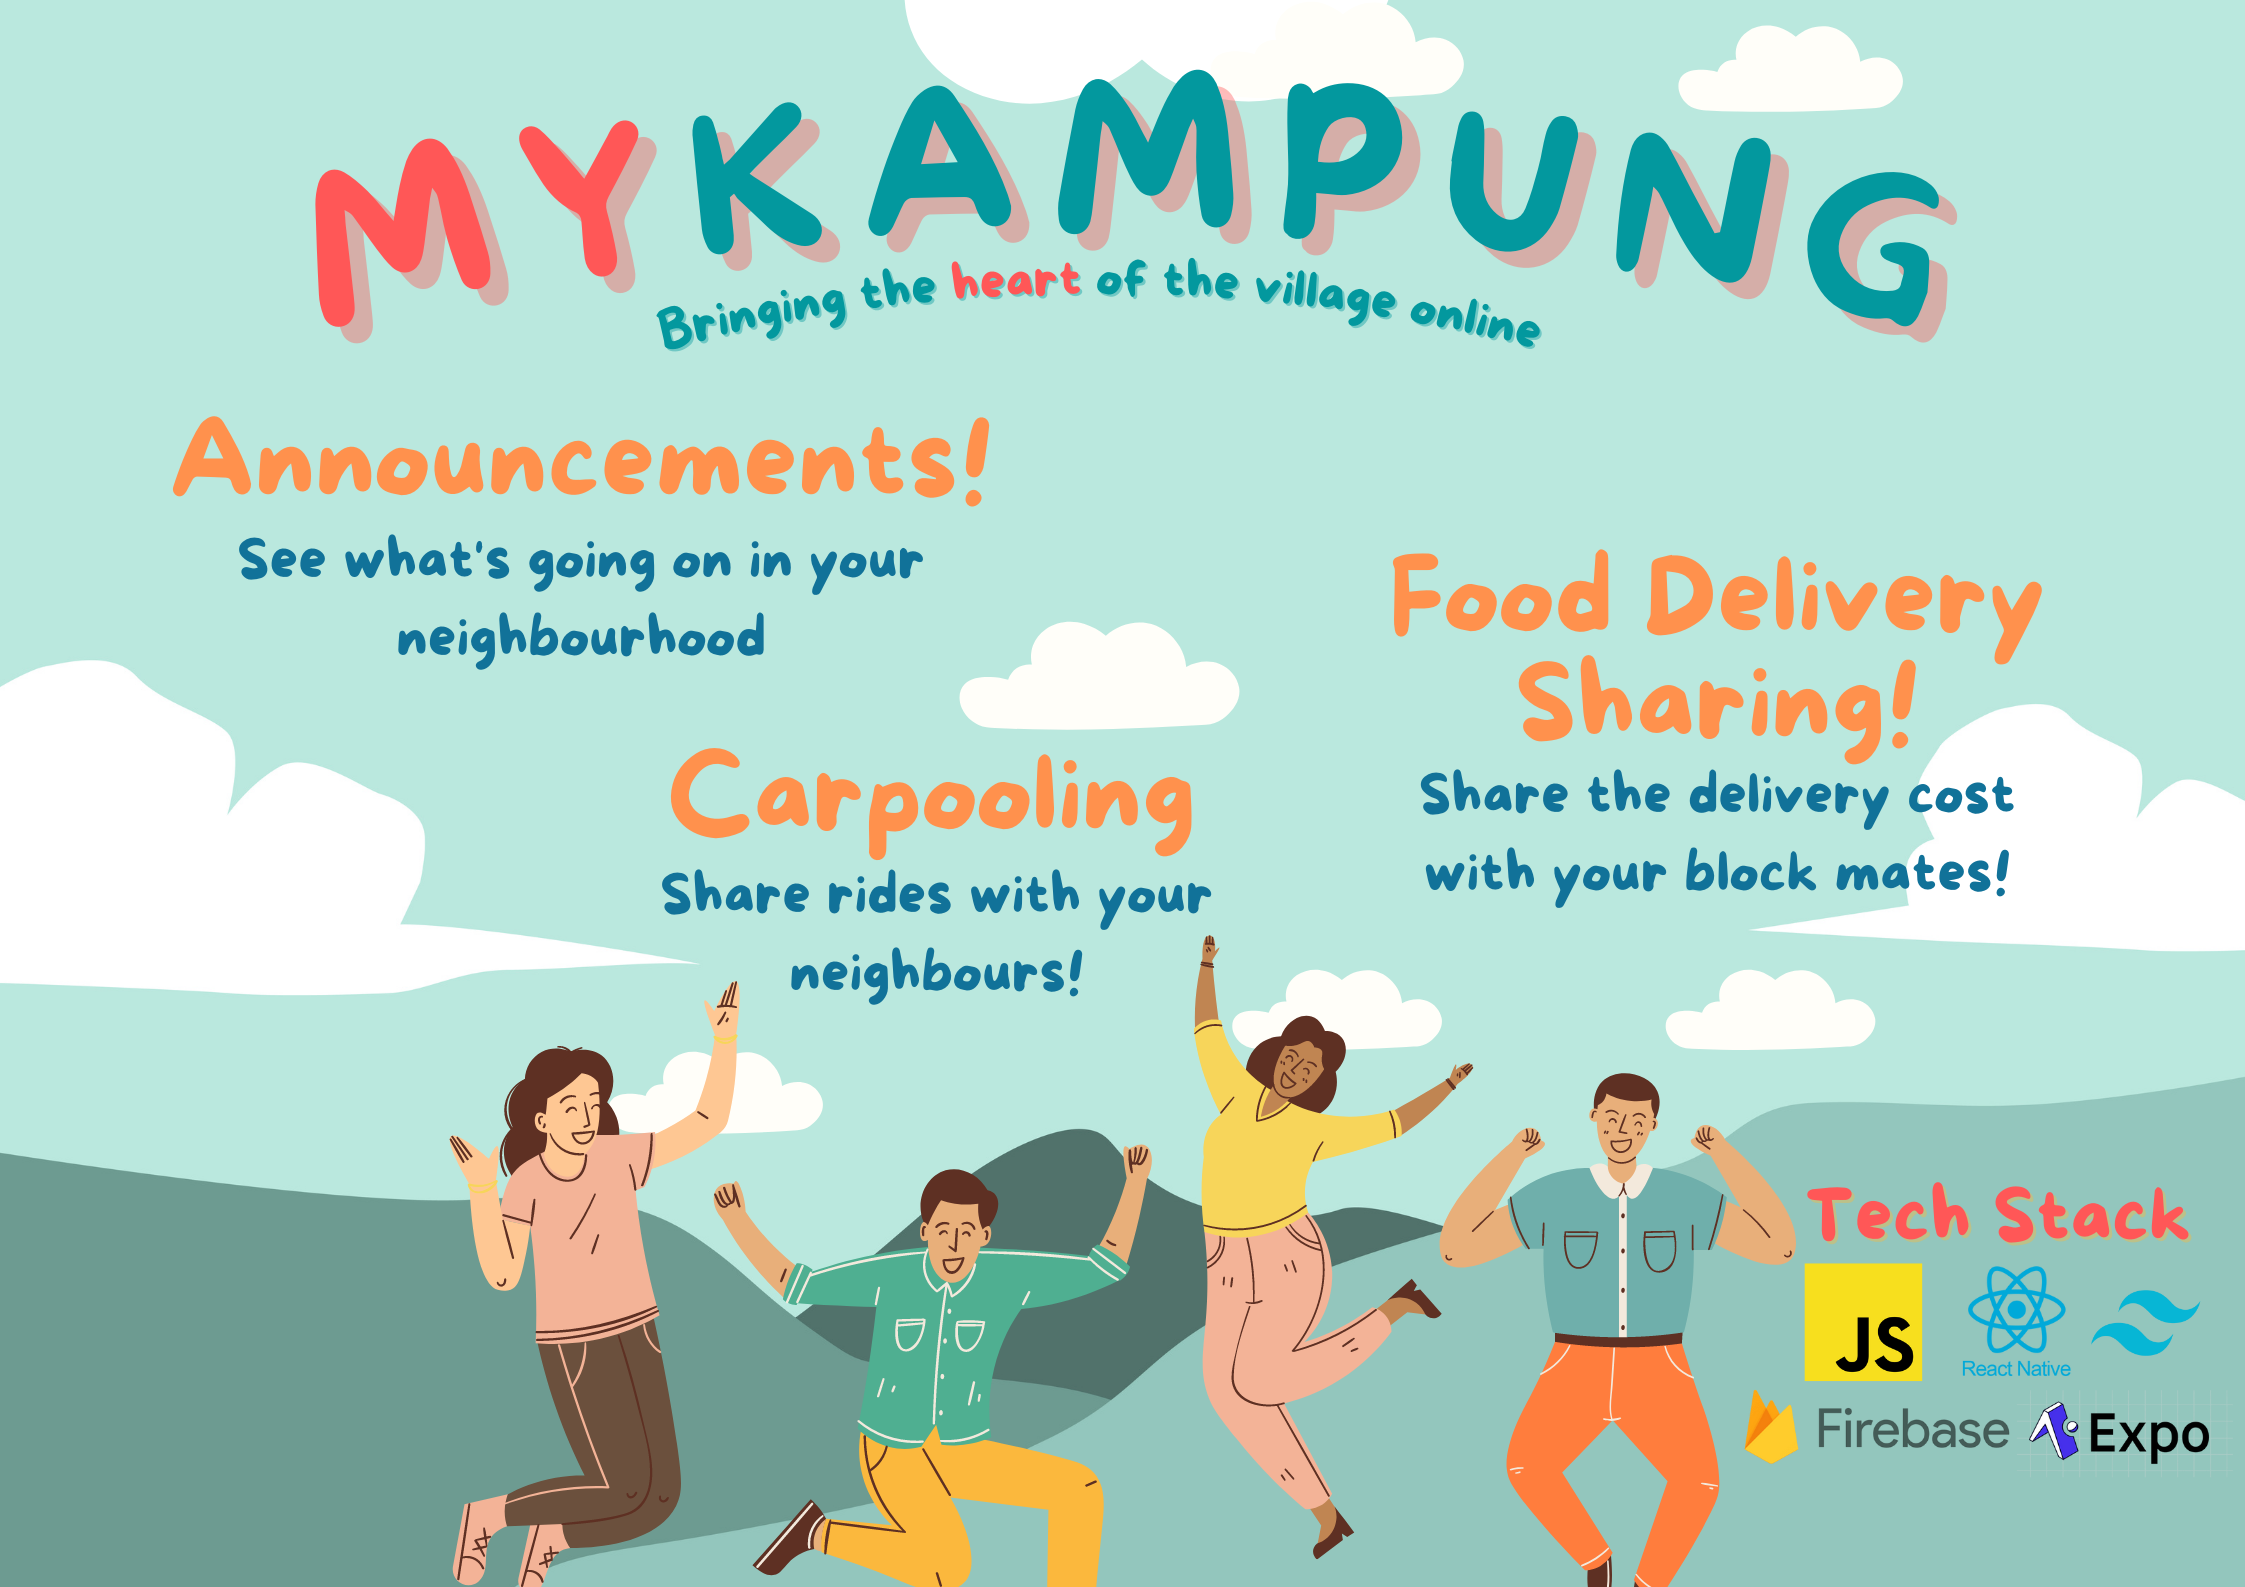 MYKAMPUNG
Bringing the heart of the village online
Announcements!
See what's going on in your
neighbourhood
Food Delivery
Sharing!
Share the delivery cost
with your block mates!
Carpooling
Share rides with your
neighbours!
Tech Stack
JS
React Native
Firebase
Expo